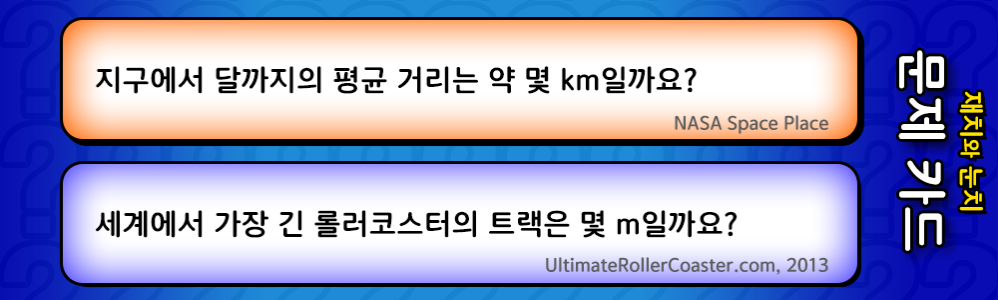 지구에서 달까지의 평균 거리는 약 몇 km일까요?
NASA Space Place
세계에서 가장 긴 롤러코스터의 트랙은 몇 m일까요?
UltimateRollerCoaster.com, 2013
재치와 눈치
문제 카드